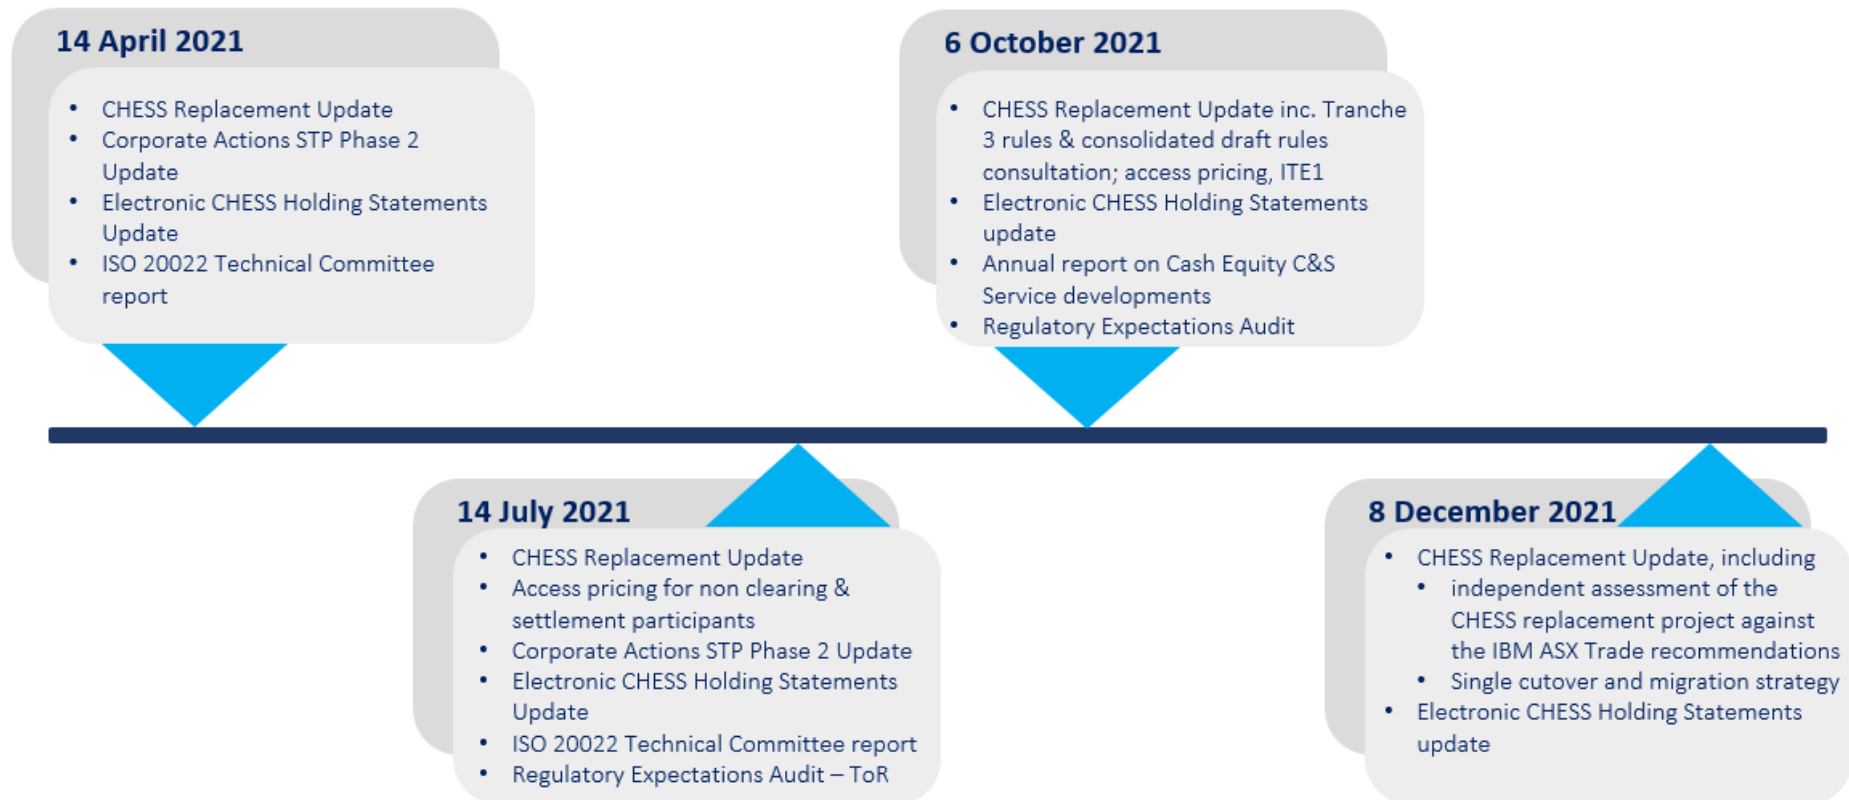 14 April 2021
• CHESS Replacement Update
• Corporate Actions STP Phase 2
Update
• Electronic CHESS Holding Statements
Update
• ISO 20022 Technical Committee
report
14 July 2021
• CHESS Replacement Update
• Access pricing for non clearing &
settlement participants
• Corporate Actions STP Phase 2 Update
• Electronic CHESS Holding Statements
Update
• ISO 20022 Technical Committee report
• Regulatory Expectations Audit – ToR
6 October 2021
• CHESS Replacement Update inc. Tranche
3 rules & consolidated draft rules
consultation; access pricing, ITE1
• Electronic CHESS Holding Statements
update
• Annual report on Cash Equity C&S
Service developments
• Regulatory Expectations Audit
8 December 2021
• CHESS Replacement Update, including
• independent assessment of the
CHESS replacement project against
the IBM ASX Trade recommendations
• Single cutover and migration strategy
• Electronic CHESS Holding Statements
update